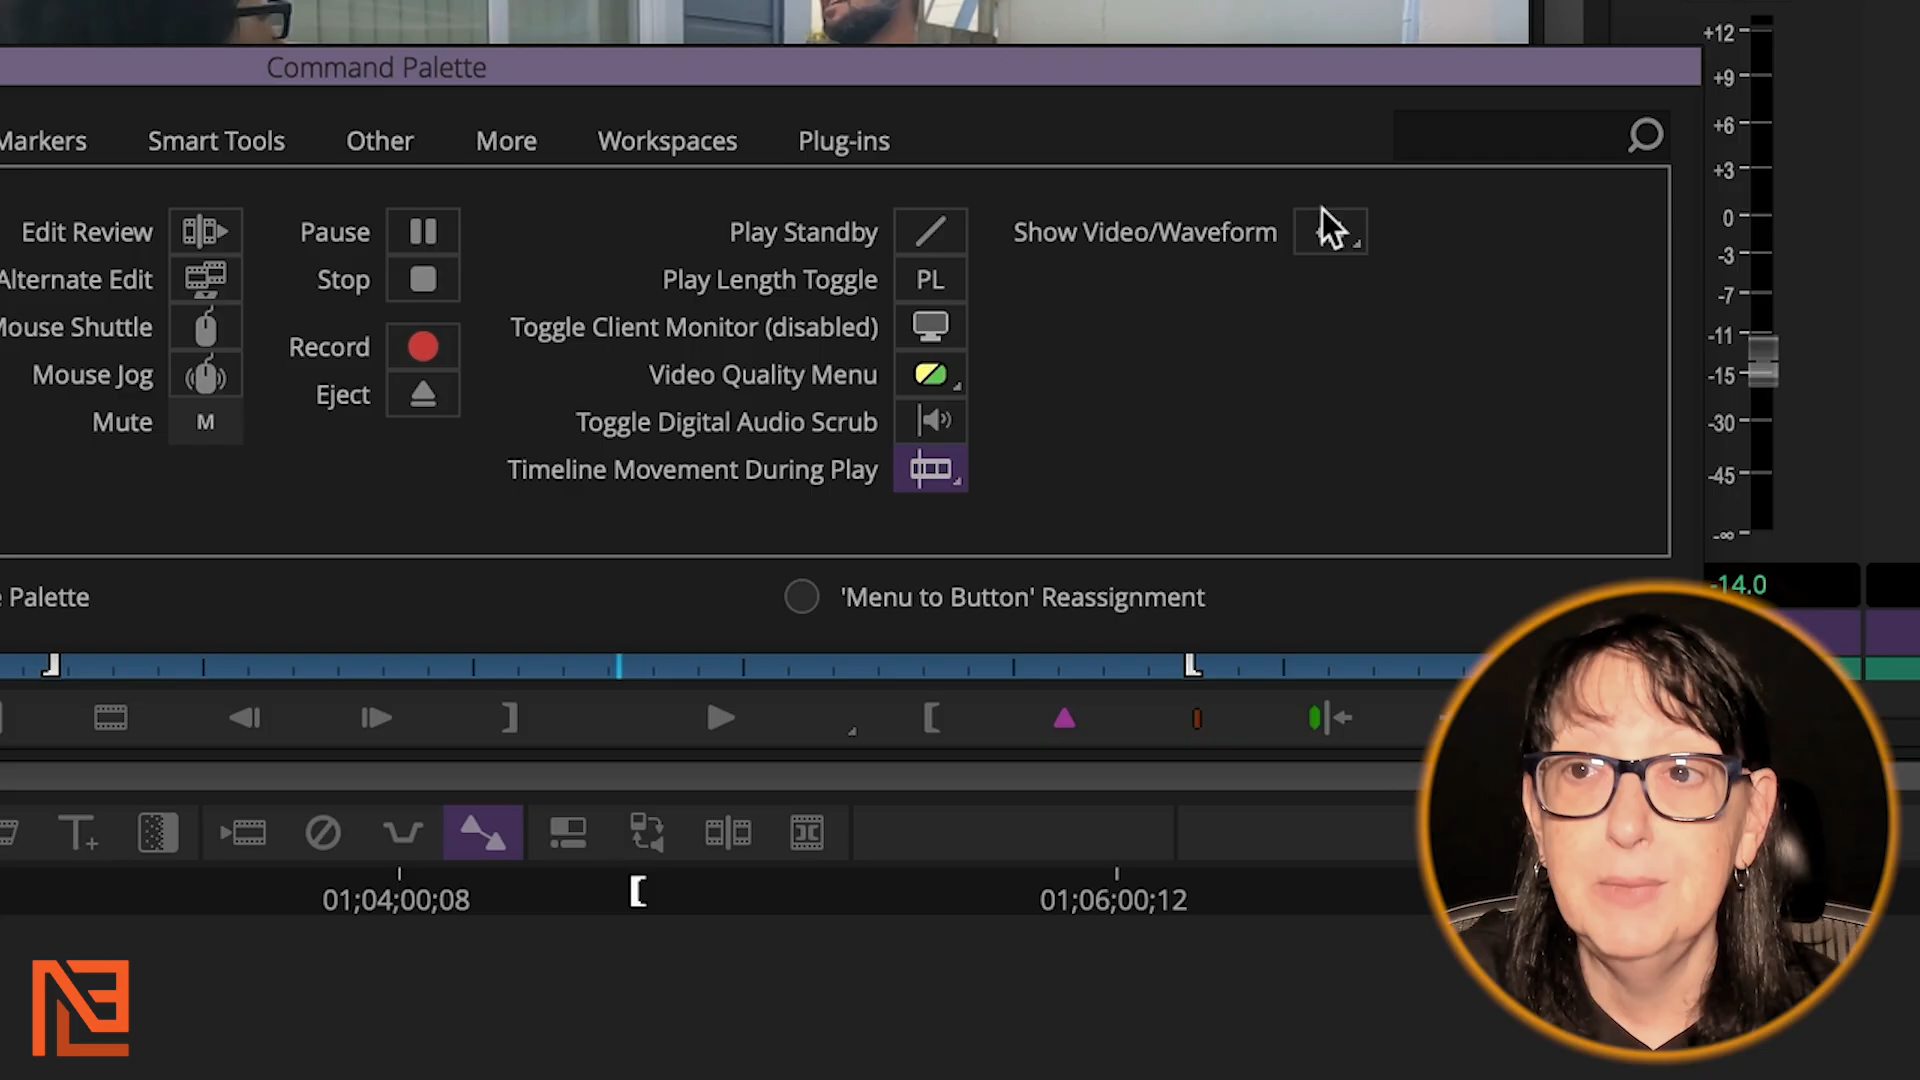 Command Palette
Markers Smart Tools Other More Workspaces Plug-ins
Edit Review
Alternate Edit
Mouse Shuttle
Mouse Jog
Mute M
Pause
Stop
Record
Eject
Play Standby
Play Length Toggle PL
Toggle Client Monitor (disabled)
Video Quality Menu
Toggle Digital Audio Scrub
Timeline Movement During Play
Show Video/Waveform
Palette
'Menu to Button' Reassignment
+12
+9
+6
+3
0
-3
-7
-11
-15
-30
-45
-∞
-14.0
01;04;00;08
01;06;00;12